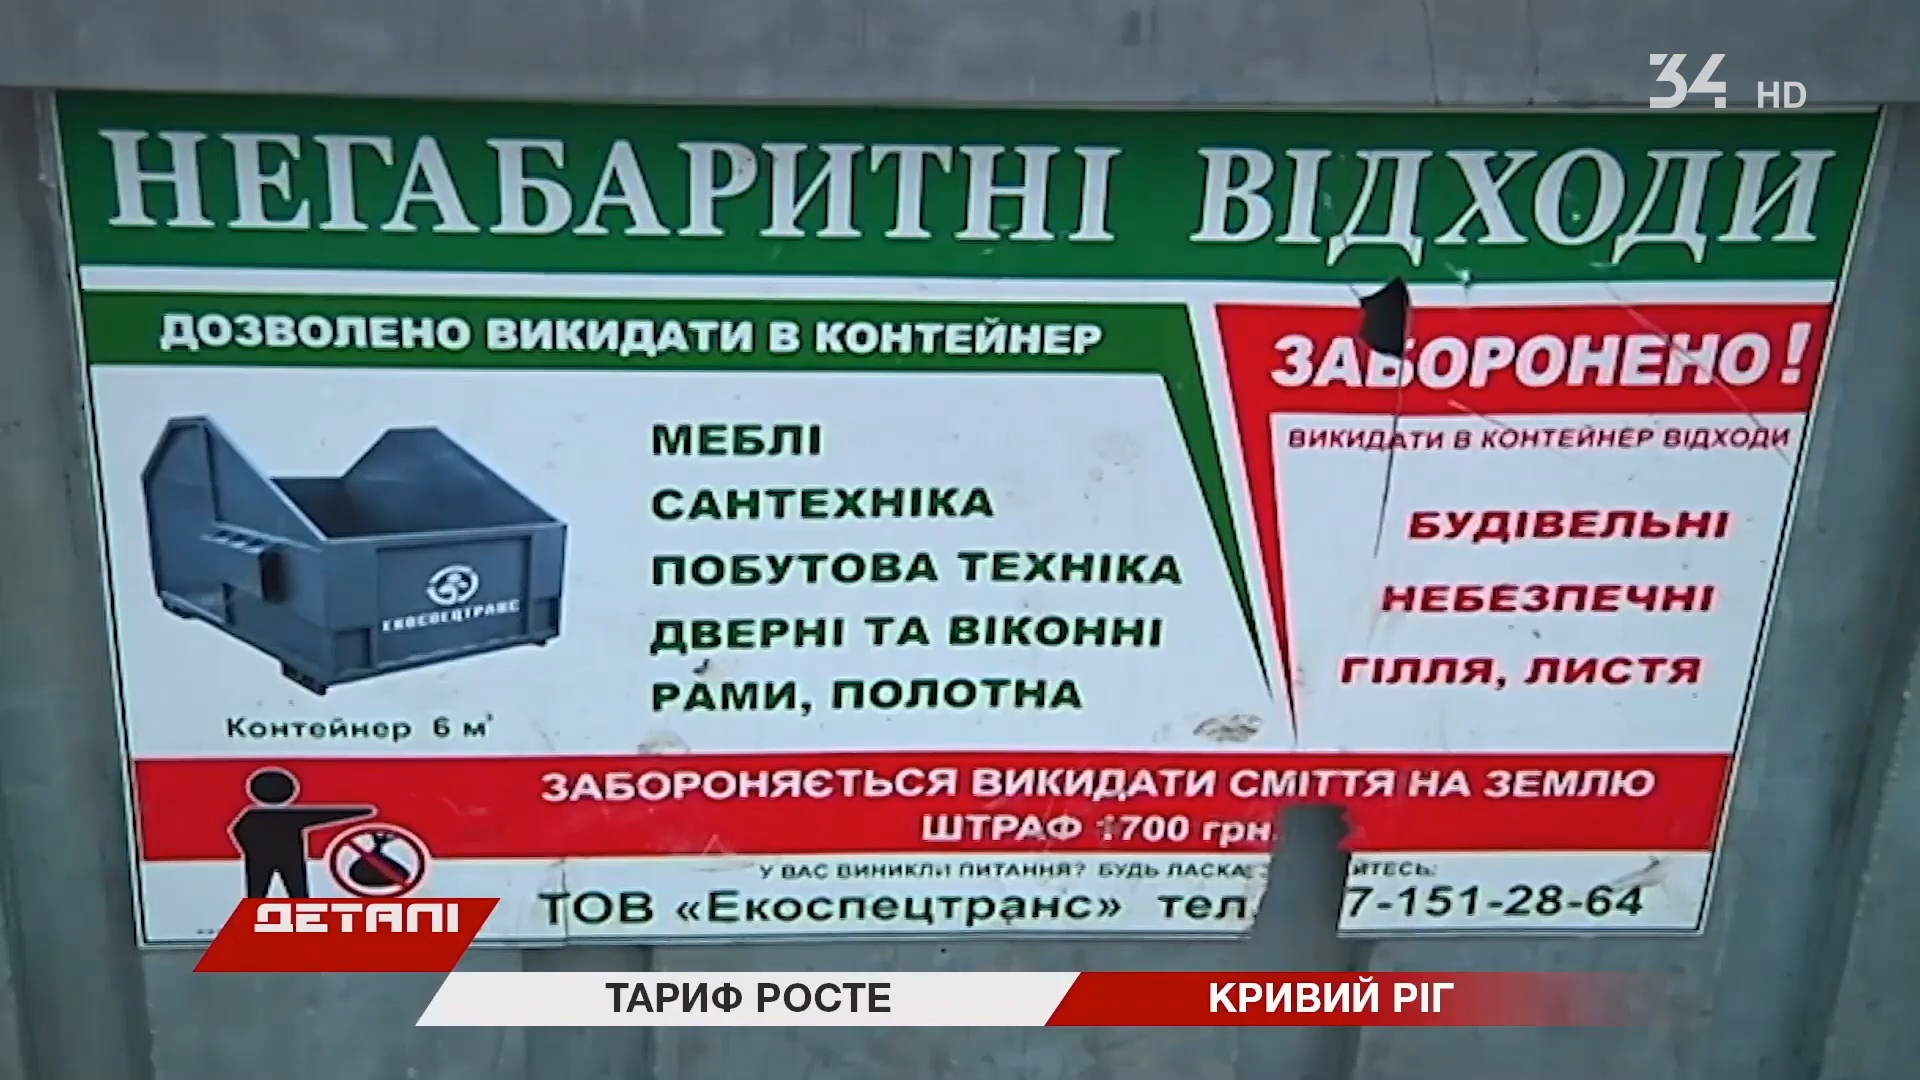 34 HD
НЕГАБАРИТНІ ВІДХОДИ
ДОЗВОЛЕНО ВИКИДАТИ В КОНТЕЙНЕР
МЕБЛІ
САНТЕХНІКА
ПОБУТОВА ТЕХНІКА
ДВЕРНІ ТА ВІКОННІ
РАМИ, ПОЛОТНА
ЕКОСПЕЦТРАНС
Контейнер 6 м³
ЗАБОРОНЕНО!
ВИКИДАТИ В КОНТЕЙНЕР ВІДХОДИ
БУДІВЕЛЬНІ
НЕБЕЗПЕЧНІ
ГІЛЛЯ, ЛИСТЯ
ЗАБОРОНЯЄТЬСЯ ВИКИДАТИ СМІТТЯ НА ЗЕМЛЮ
ШТРАФ 1700 грн.
У ВАС ВИНИКЛИ ПИТАННЯ? БУДЬ ЛАСКА
ТОВ «Екоспецтранс» тел. 7-151-28-64
ДЕТАЛІ
ТАРИФ РОСТЕ
КРИВИЙ РІГ